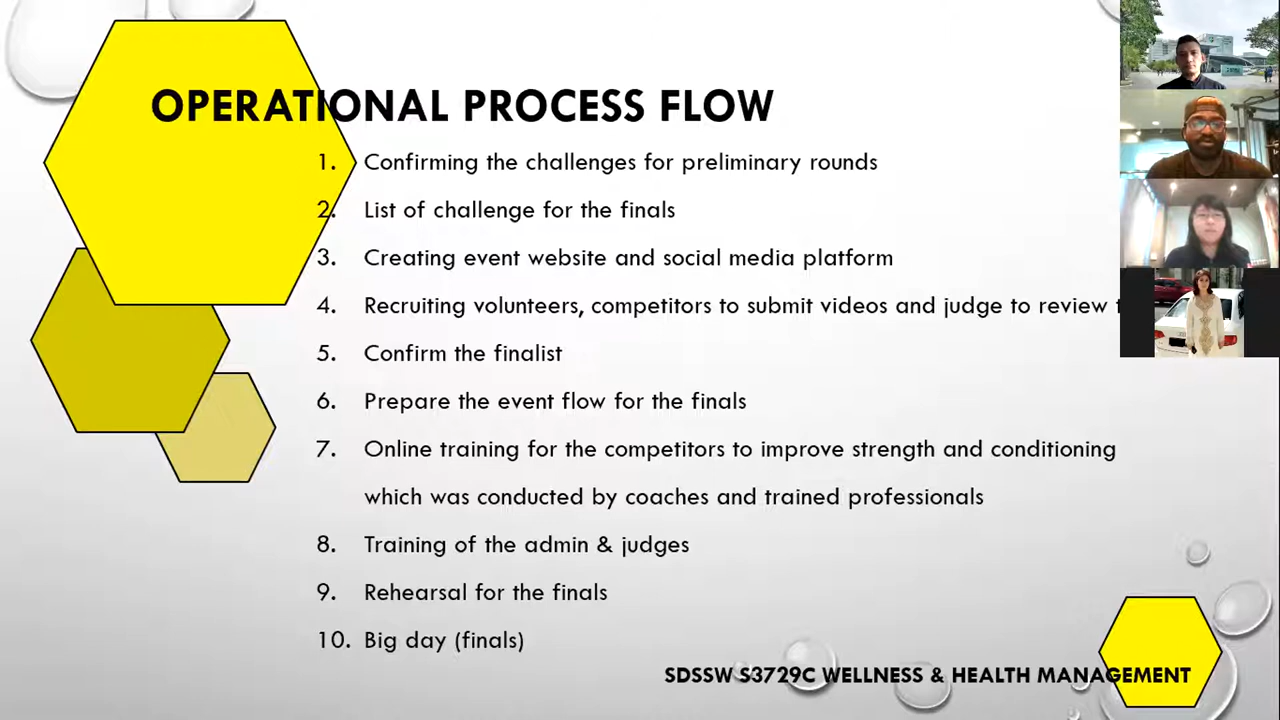 OPERATIONAL PROCESS FLOW
1. Confirming the challenges for preliminary rounds
2. List of challenge for the finals
3. Creating event website and social media platform
4. Recruiting volunteers, competitors to submit videos and judge to review
5. Confirm the finalist
6. Prepare the event flow for the finals
7. Online training for the competitors to improve strength and conditioning
which was conducted by coaches and trained professionals
8. Training of the admin & judges
9. Rehearsal for the finals
10. Big day (finals)
SDSSW S3729C WELLNESS & HEALTH MANAGEMENT